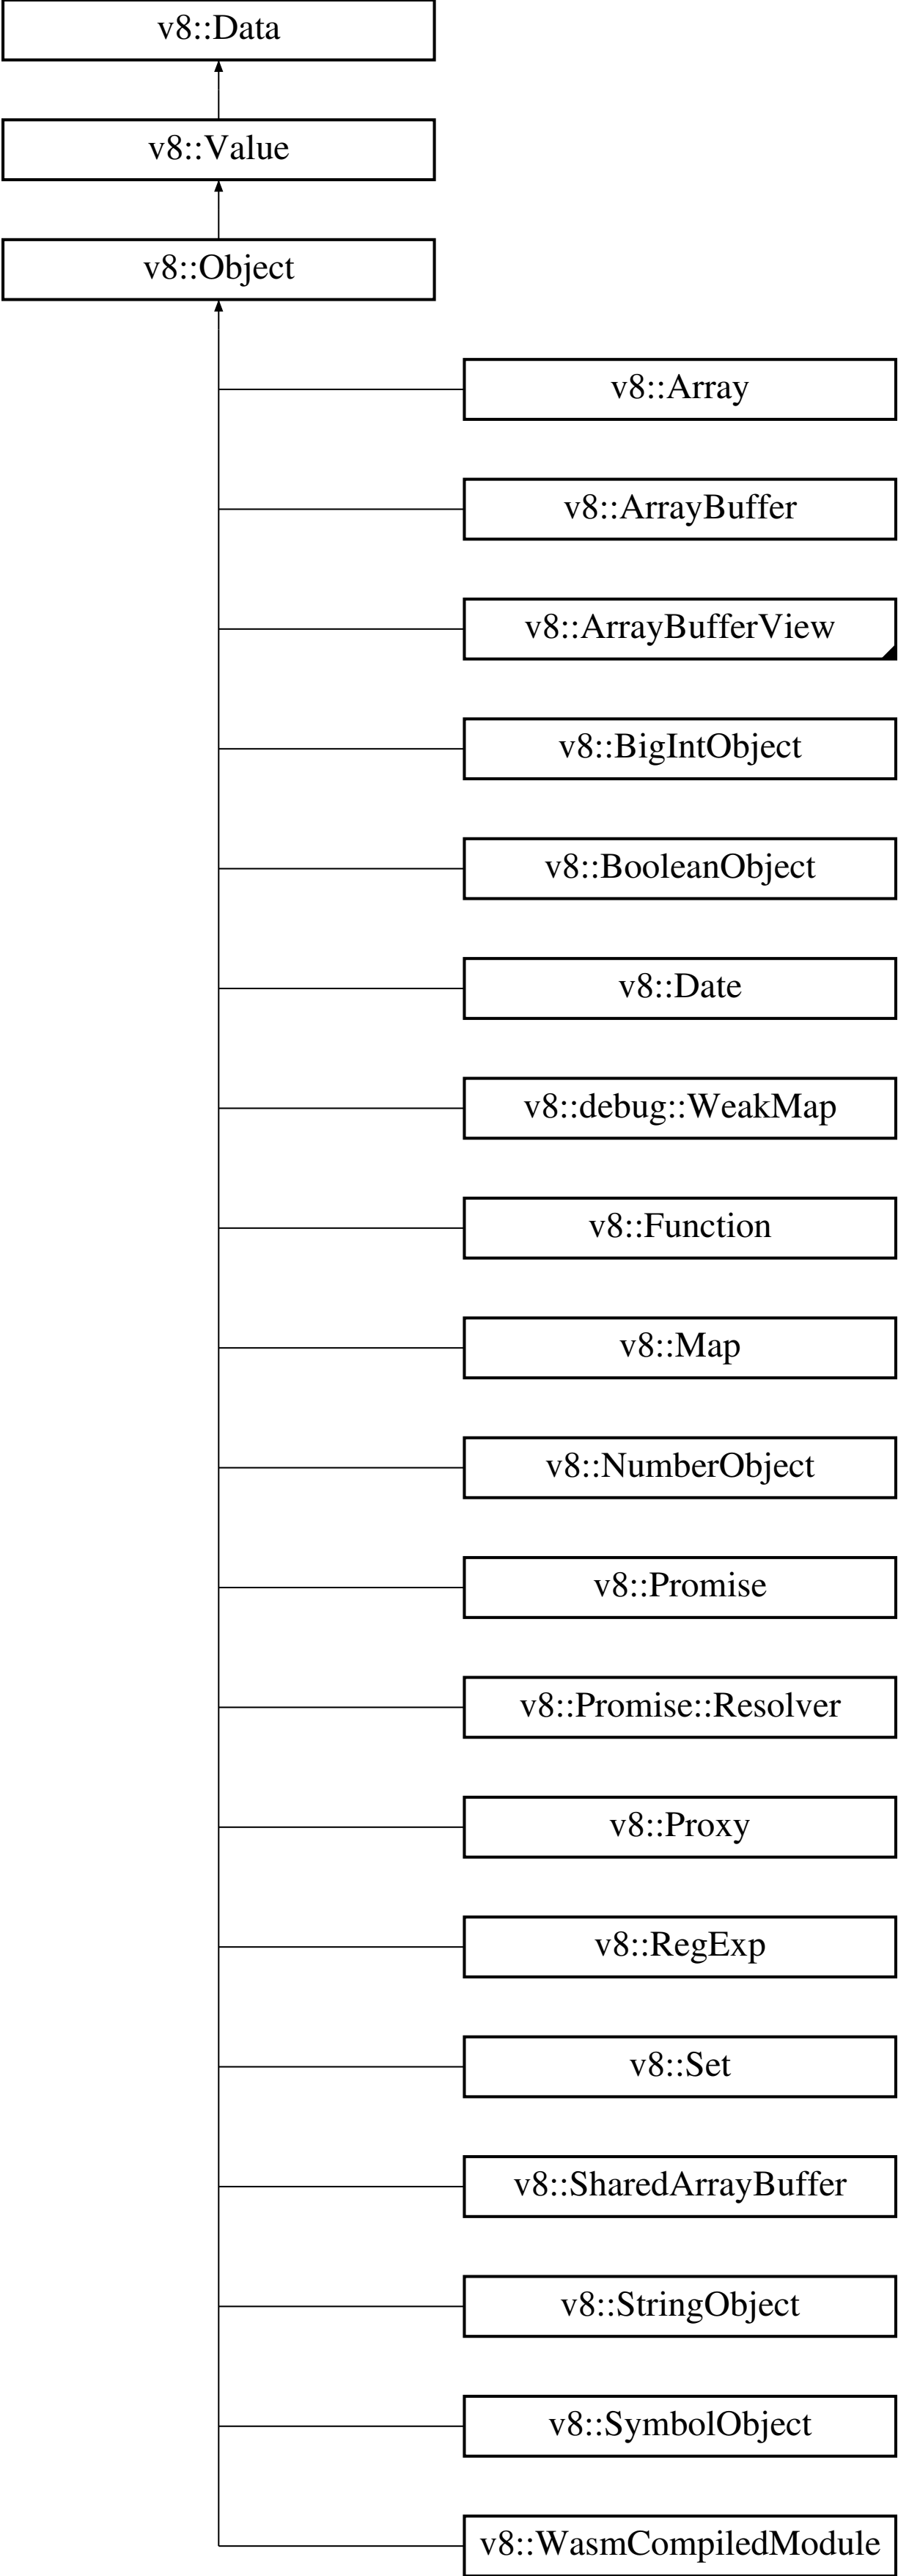 v8::Data
v8::Value
v8::Object
v8::Array
v8::ArrayBuffer
v8::ArrayBufferView
v8::BigIntObject
v8::BooleanObject
v8::Date
v8::debug::WeakMap
v8::Function
v8::Map
v8::NumberObject
v8::Promise
v8::Promise::Resolver
v8::Proxy
v8::RegExp
v8::Set
v8::SharedArrayBuffer
v8::StringObject
v8::SymbolObject
v8::WasmCompiledModule